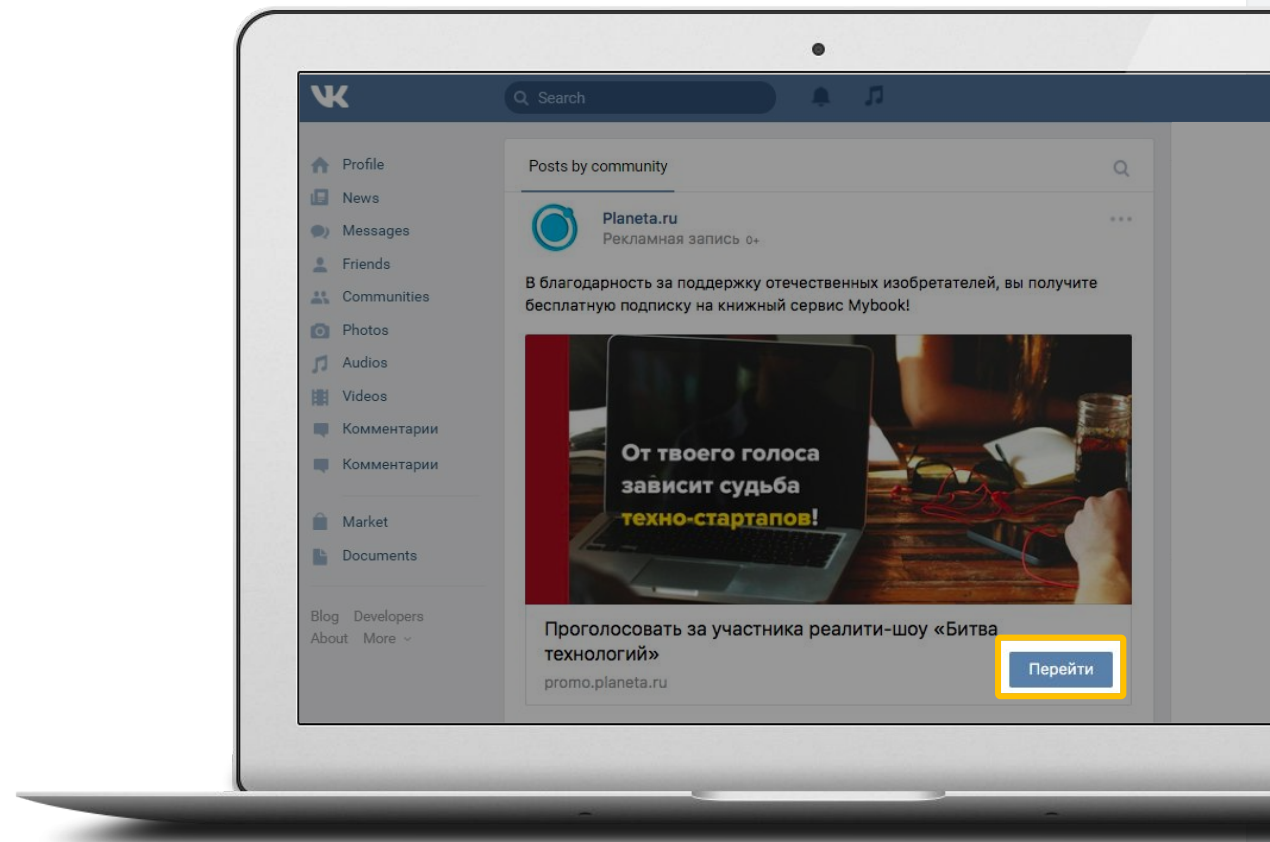 VK
Search
Profile
News
Messages
Friends
Communities
Photos
Audios
Videos
Комментарии
Комментарии
Market
Documents
Blog Developers
About More
Posts by community
Planeta.ru
Рекламная запись 0+
В благодарность за поддержку отечественных изобретателей, вы получите
бесплатную подписку на книжный сервис Mybook!
От твоего голоса
зависит судьба
техно-стартапов!
Проголосовать за участника реалити-шоу «Битва
технологий»
promo.planeta.ru
Перейти